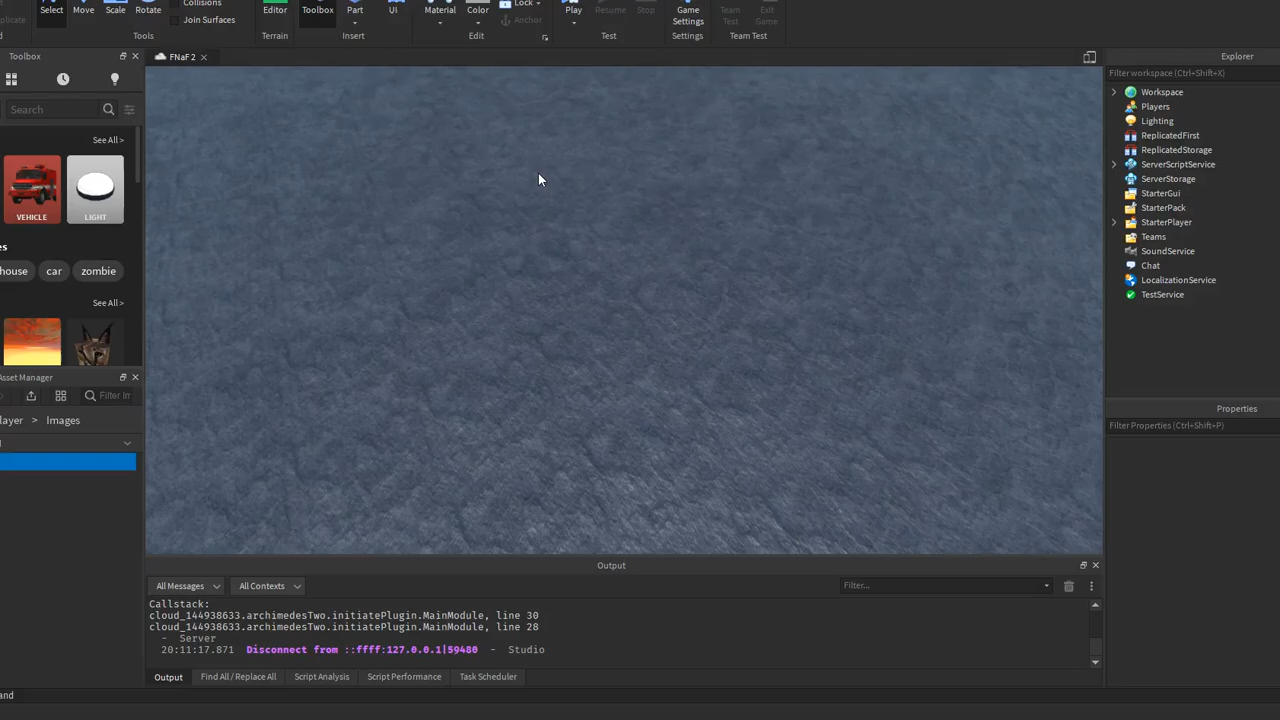 Collisions
Lock
plicate
Select
Move
Scale
Rotate
Join Surfaces
Editor
Toolbox
Part
UI
Material
Color
Anchor
Play
Resume
Stop
Game
Settings
Team
Test
Exit
Game
Tools
Terrain
Insert
Edit
Test
Settings
Team Test
Toolbox
FNaF 2
Explorer
Filter workspace (Ctrl+Shift+X)
Search
See All >
VEHICLE
LIGHT
es
house
car
zombie
See All >
Asset Manager
Filter Im
layer > Images
Workspace
Players
Lighting
ReplicatedFirst
ReplicatedStorage
ServerScriptService
ServerStorage
StarterGui
StarterPack
StarterPlayer
Teams
SoundService
Chat
LocalizationService
TestService
Properties
Filter Properties (Ctrl+Shift+P)
Output
All Messages
All Contexts
Filter...
Callstack:
cloud_144938633.archimedesTwo.initiatePlugin.MainModule, line 30
cloud_144938633.archimedesTwo.initiatePlugin.MainModule, line 28
- Server
20:11:17.871 Disconnect from ::ffff:127.0.0.1|59480 - Studio
Output
Find All / Replace All
Script Analysis
Script Performance
Task Scheduler
and